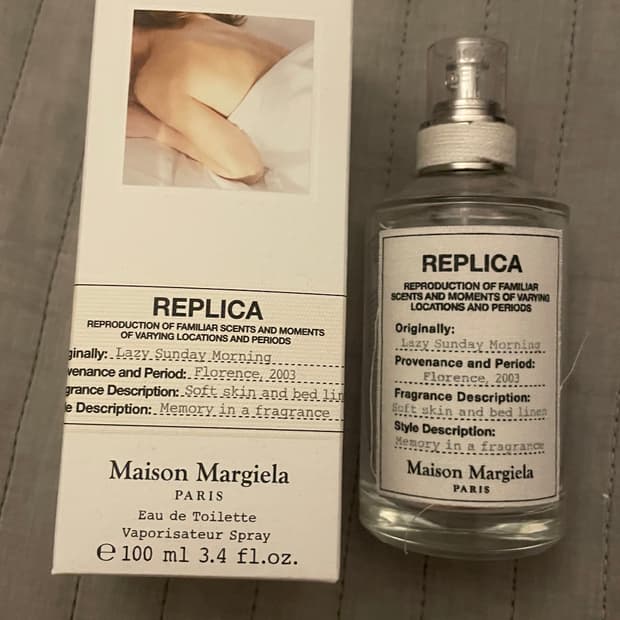 REPLICA
REPRODUCTION OF FAMILIAR SCENTS AND MOMENTS
OF VARYING LOCATIONS AND PERIODS
ginally: Lazy Sunday Morning
venance and Period: Florence, 2003
grance Description: Soft skin and bed lin
e Description: Memory in a fragrance
Maison Margiela
PARIS
Eau de Toilette
Vaporisateur Spray
℮ 100 ml 3.4 fl.oz.
REPLICA
REPRODUCTION OF FAMILIAR
SCENTS AND MOMENTS OF VARYING
LOCATIONS AND PERIODS
Originally:
Lazy Sunday Morning
Provenance and Period:
Florence, 2003
Fragrance Description:
Soft skin and bed linen
Style Description:
Memory in a fragrance
Maison Margiela
PARIS